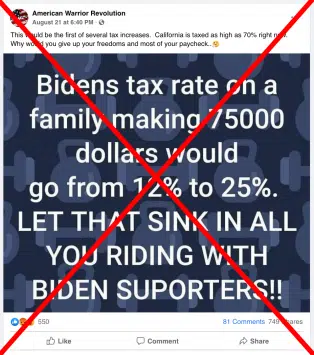 American Warrior Revolution
August 21 at 6:40 PM ·
This would be the first of several tax increases. California is taxed as high as 70% right now.
Why would you give up your freedoms and most of your paycheck..
Bidens tax rate on a
family making 75000
dollars would
go from 12% to 25%.
LET THAT SINK IN ALL
YOU RIDING WITH
BIDEN SUPORTERS!!
550
81 Comments 749 Shares
Like
Comment
Share